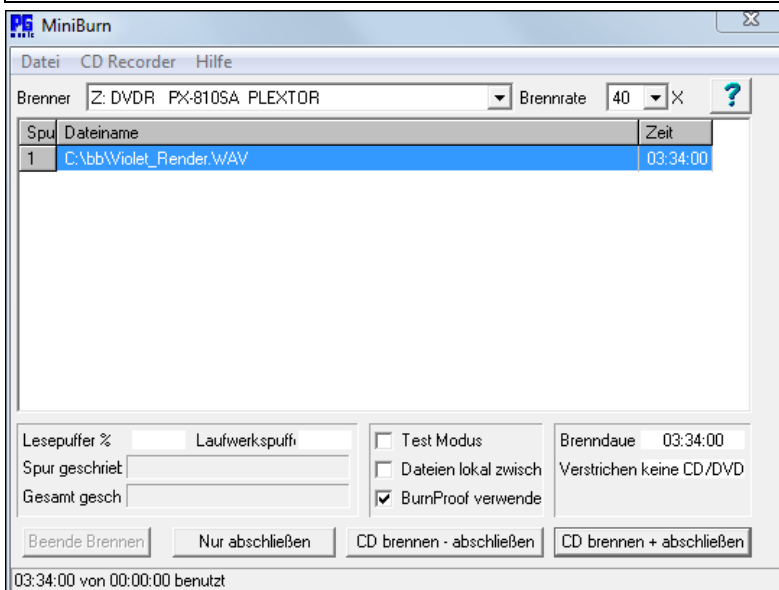 PG music MiniBurn
Datei CD Recorder Hilfe
Brenner Z: DVDR PX-810SA PLEXTOR Brennrate 40 X ?
Spu Dateiname Zeit
1 C:\bb\Violet_Render.WAV 03:34:00
Lesepuffer % Laufwerkspuff
Test Modus
Brenndaue 03:34:00
Spur geschriet
Dateien lokal zwisch
Verstrichen keine CD/DVD
Gesamt gesch
BurnProof verwende
Beende Brennen Nur abschließen CD brennen - abschließen CD brennen + abschließen
03:34:00 von 00:00:00 benutzt